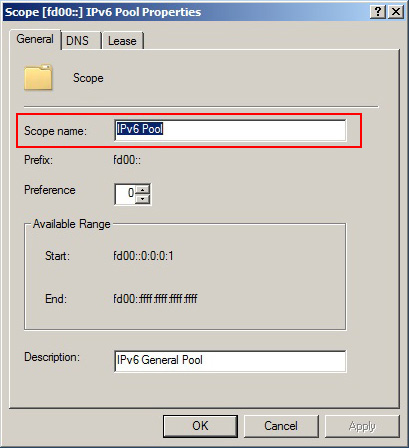 Scope [fd00::] IPv6 Pool Properties
General DNS Lease
Scope
Scope name: IPv6 Pool
Prefix: fd00::
Preference 0
Available Range
Start: fd00::0:0:0:1
End: fd00::ffff:ffff:ffff:ffff
Description: IPv6 General Pool
OK Cancel Apply